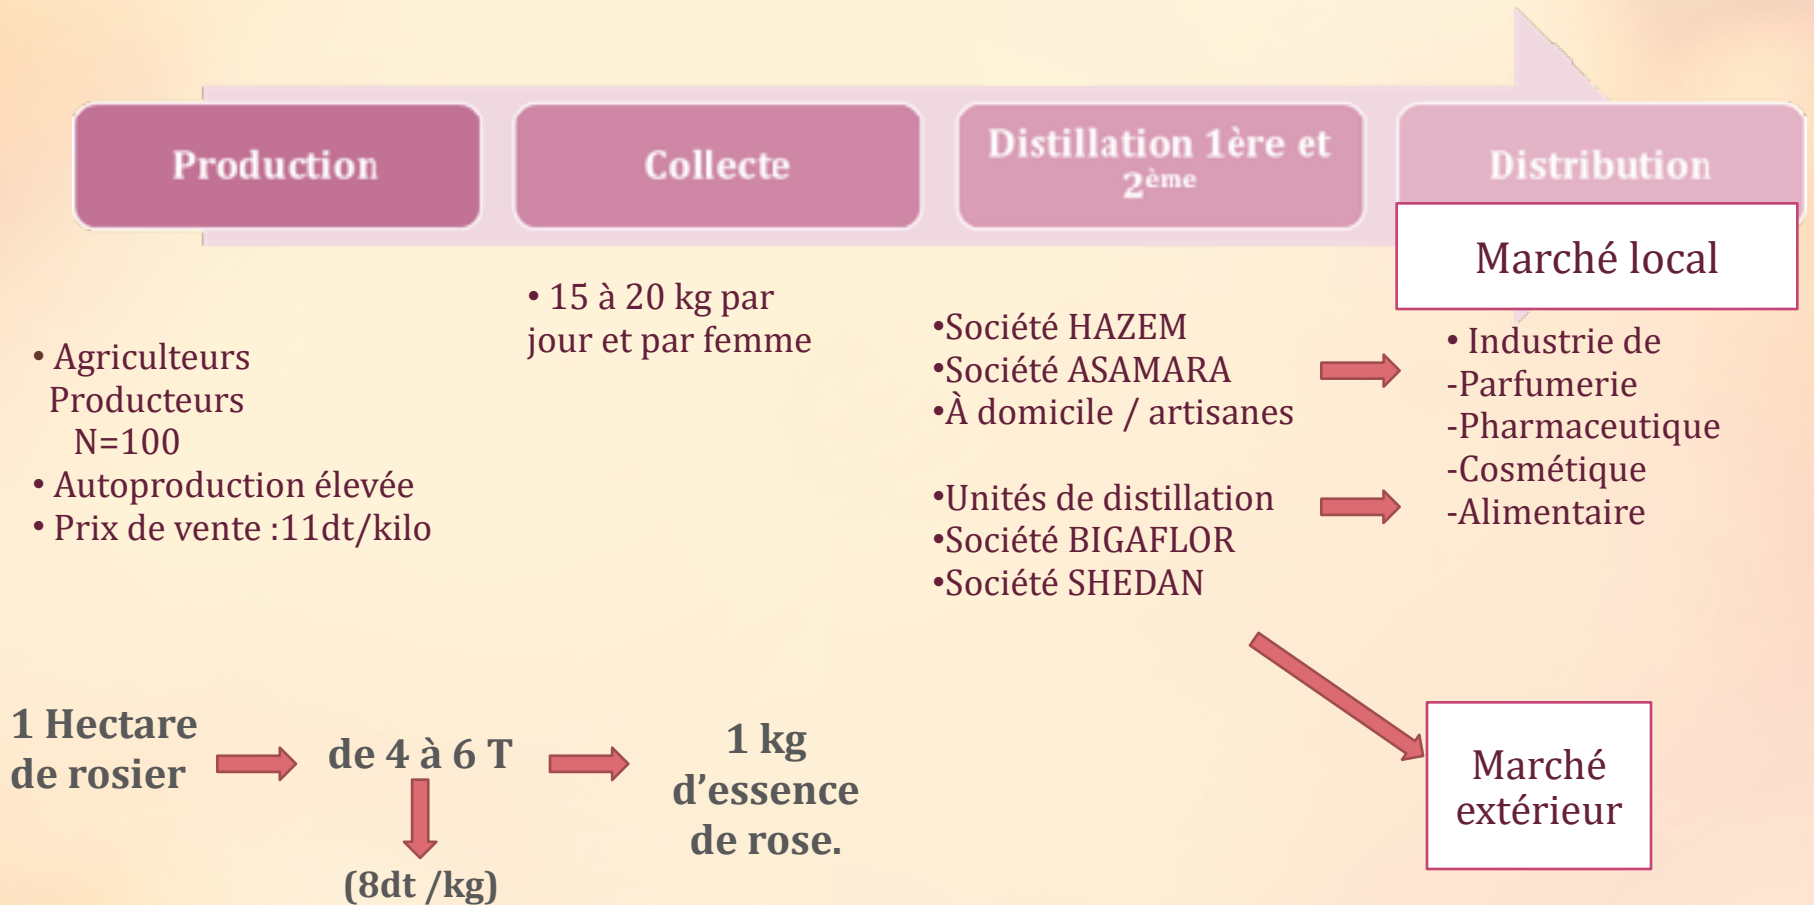 Production
Collecte
Distillation 1ère et
2ème
Distribution
Marché local
• Agriculteurs
Producteurs
N=100
• Autoproduction élevée
• Prix de vente :11dt/kilo
• 15 à 20 kg par
jour et par femme
•Société HAZEM
•Société ASAMARA
•À domicile / artisanes
•Unités de distillation
•Société BIGAFLOR
•Société SHEDAN
• Industrie de
-Parfumerie
-Pharmaceutique
-Cosmétique
-Alimentaire
1 Hectare
de rosier
de 4 à 6 T
(8dt /kg)
1 kg
d’essence
de rose.
Marché
extérieur